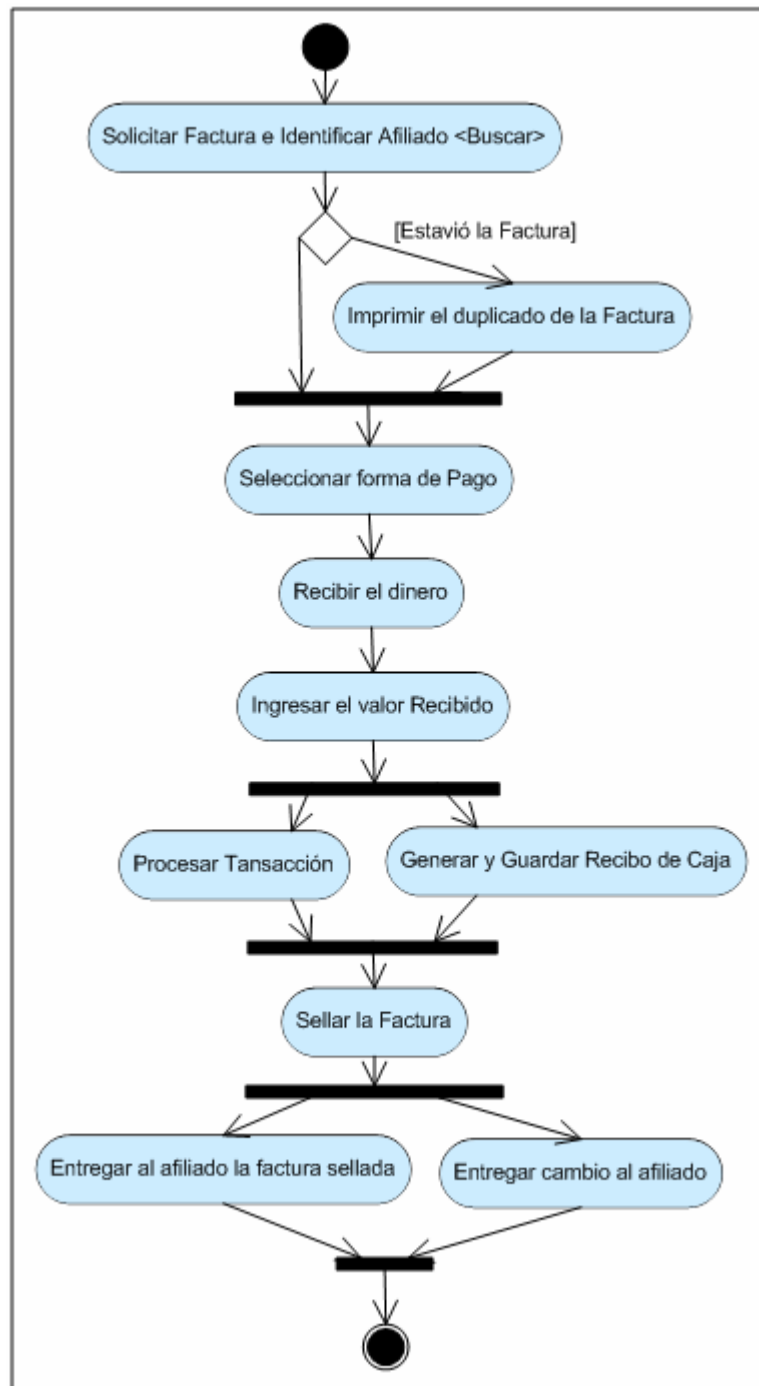 Solicitar Factura e Identificar Afiliado <Buscar>
[Estavió la Factura]
Imprimir el duplicado de la Factura
Seleccionar forma de Pago
Recibir el dinero
Ingresar el valor Recibido
Procesar Tansacción
Generar y Guardar Recibo de Caja
Sellar la Factura
Entregar al afiliado la factura sellada
Entregar cambio al afiliado